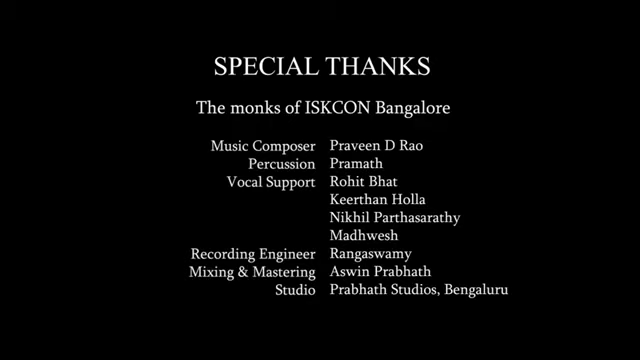 SPECIAL THANKS
The monks of ISKCON Bangalore
Music Composer Praveen D Rao
Percussion Pramath
Vocal Support Rohit Bhat
Keerthan Holla
Nikhil Parthasarathy
Madhwesh
Recording Engineer Rangaswamy
Mixing & Mastering Aswin Prabhath
Studio Prabhath Studios, Bengaluru